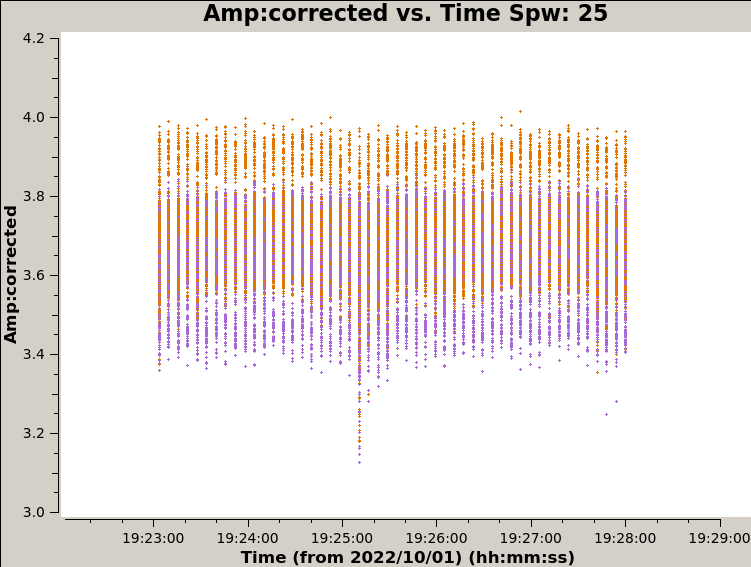 Amp:corrected vs. Time Spw: 25
4.2
4.0
3.8
3.6
3.4
3.2
3.0
Amp:corrected
19:23:00 19:24:00 19:25:00 19:26:00 19:27:00 19:28:00 19:29:00
Time (from 2022/10/01) (hh:mm:ss)